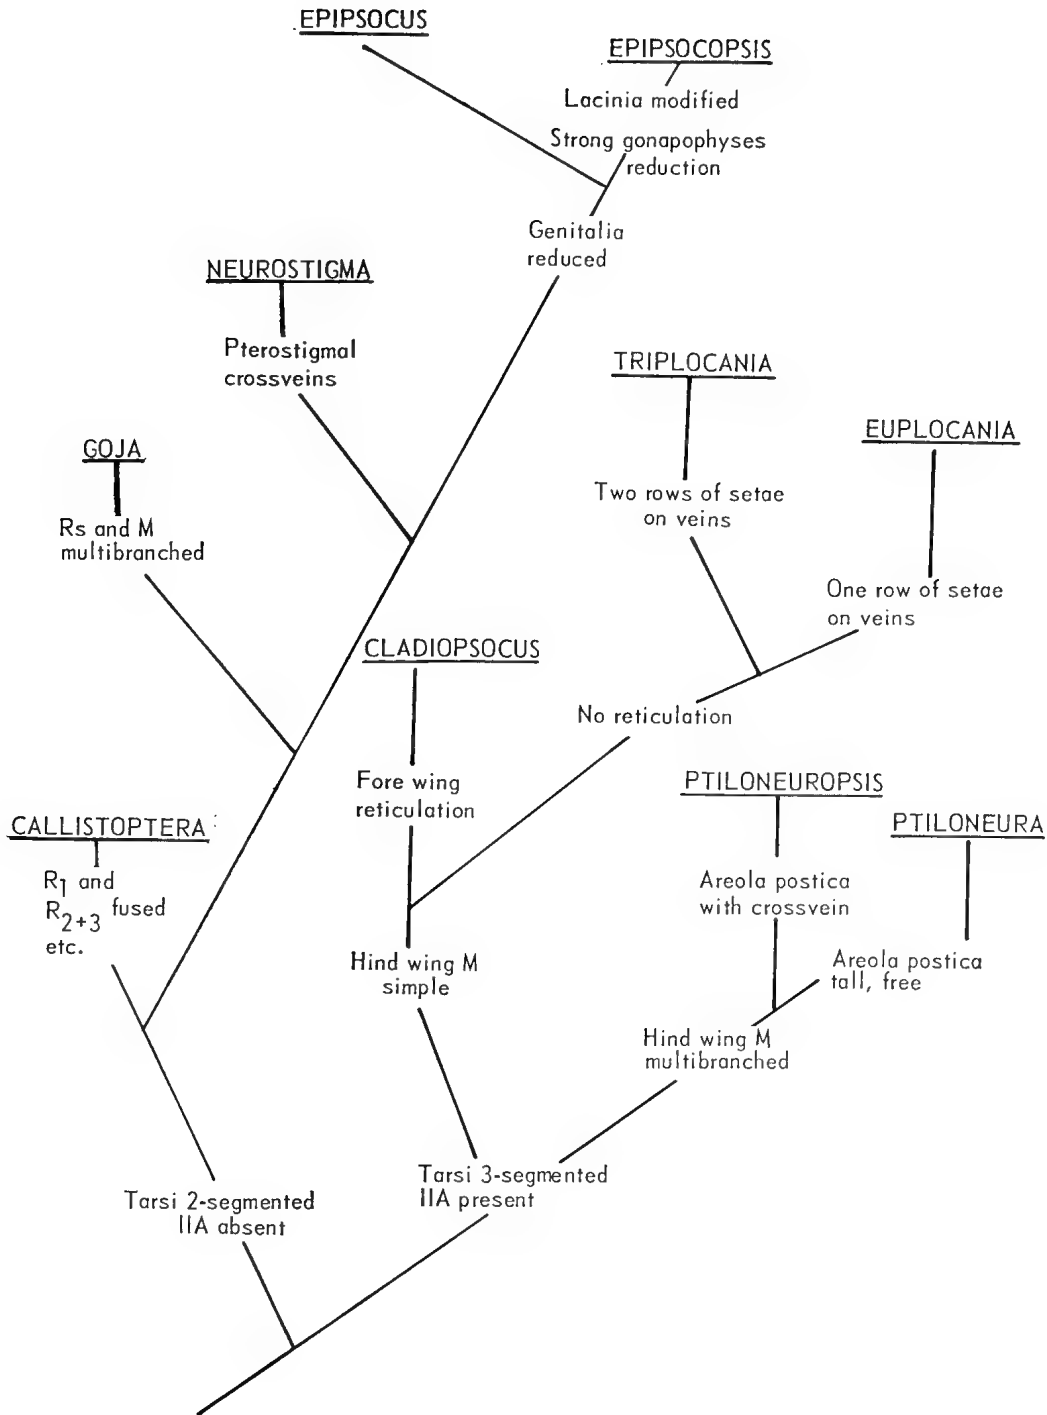 EPIPSOCUS
EPIPSOCOPSIS
Lacinia modified
Strong gonapophyses
reduction
Genitalia
reduced
NEUROSTIGMA
Pterostigmal
crossveins
TRIPLOCANIA
EUPLOCANIA
GOJA
Two rows of setae
on veins
Rs and M
multibranched
One row of setae
on veins
CLADIOPSOCUS
No reticulation
Fore wing
reticulation
PTILONEUROPSIS
PTILONEURA
CALLISTOPTERA
R1 and
R2+3 fused
etc.
Areola postica
with crossvein
Hind wing M
simple
Areola postica
tall, free
Hind wing M
multibranched
Tarsi 2-segmented
IIA absent
Tarsi 3-segmented
IIA present